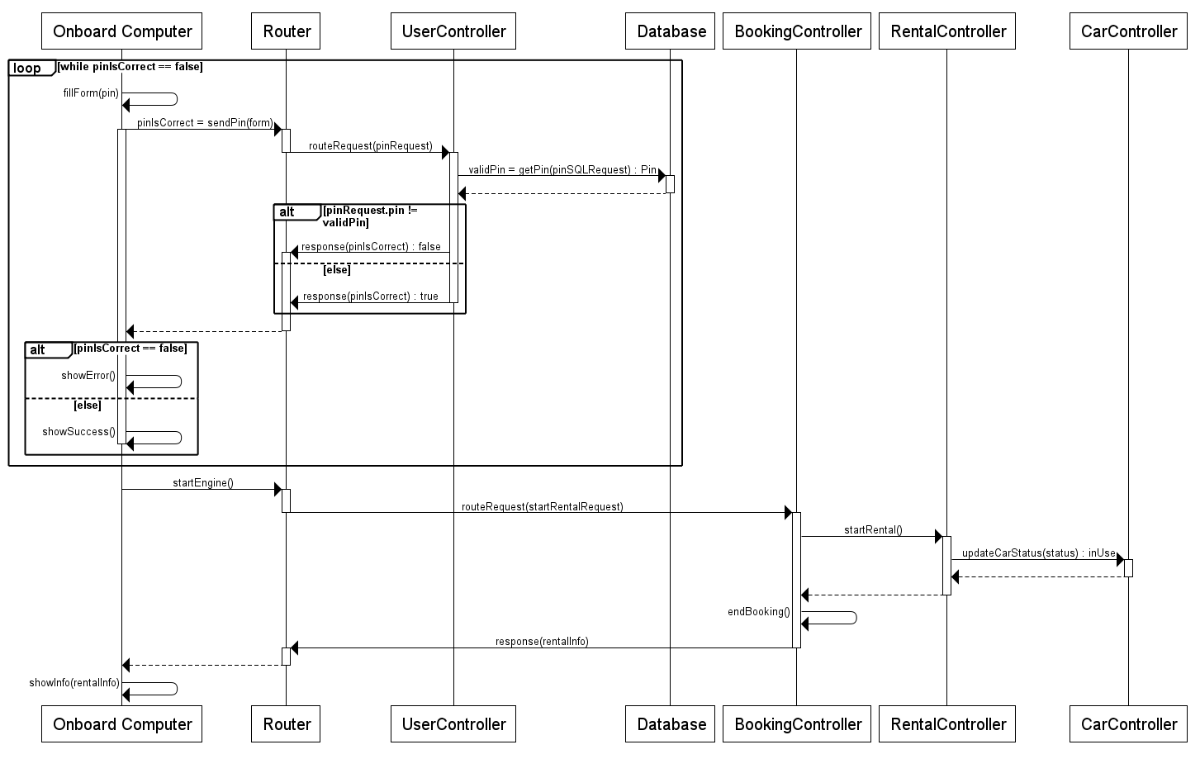 Onboard Computer
Router
UserController
Database
BookingController
RentalController
CarController
loop
[while pinIsCorrect == false]
fillForm(pin)
pinIsCorrect = sendPin(form)
routeRequest(pinRequest)
validPin = getPin(pinSQLRequest) : Pin
alt
[pinRequest.pin !=
validPin]
response(pinIsCorrect) : false
[else]
response(pinIsCorrect) : true
alt
[pinIsCorrect == false]
showError()
[else]
showSuccess()
startEngine()
routeRequest(startRentalRequest)
startRental()
updateCarStatus(status) : inUse
endBooking()
response(rentalInfo)
showInfo(rentalInfo)
Onboard Computer
Router
UserController
Database
BookingController
RentalController
CarController